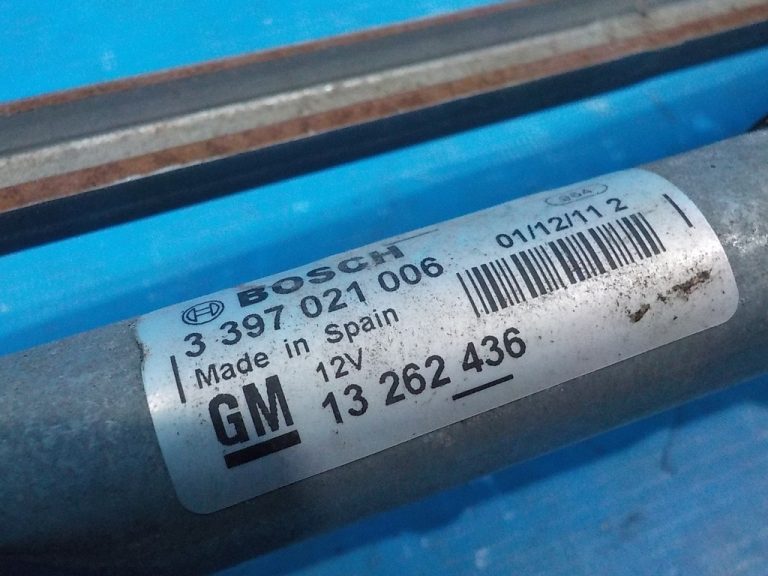 BOSCH
3 397 021 006
01/12/11 2
Made in Spain
12V
GM
13 262 436